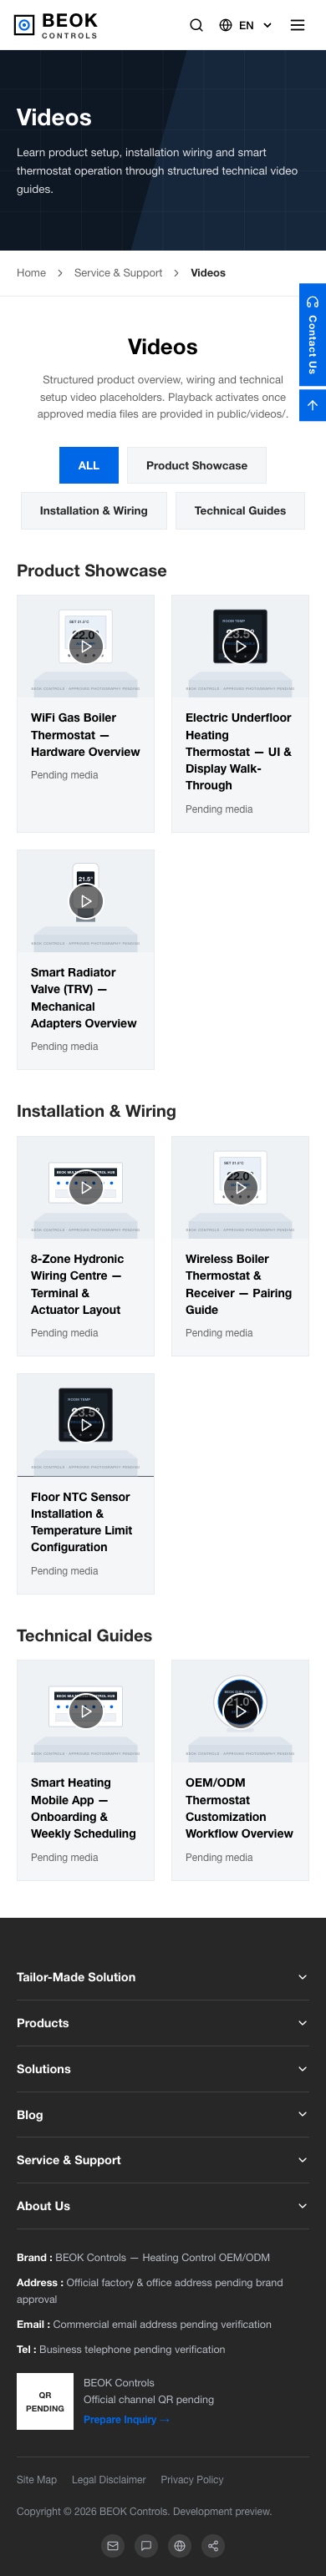 BEOK
CONTROLS
EN
Videos
Learn product setup, installation wiring and smart
thermostat operation through structured technical video
guides.
Home > Service & Support > Videos
Contact Us
Videos
Structured product overview, wiring and technical
setup video placeholders. Playback activates once
approved media files are provided in public/videos/.
ALL
Product Showcase
Installation & Wiring
Technical Guides
Product Showcase
WiFi Gas Boiler
Thermostat —
Hardware Overview
Pending media
Electric Underfloor
Heating
Thermostat — UI &
Display Walk-
Through
Pending media
21.5°
Smart Radiator
Valve (TRV) —
Mechanical
Adapters Overview
Pending media
Installation & Wiring
8-Zone Hydronic
Wiring Centre —
Terminal &
Actuator Layout
Pending media
Wireless Boiler
Thermostat &
Receiver — Pairing
Guide
Pending media
Floor NTC Sensor
Installation &
Temperature Limit
Configuration
Pending media
Technical Guides
Smart Heating
Mobile App —
Onboarding &
Weekly Scheduling
Pending media
OEM/ODM
Thermostat
Customization
Workflow Overview
Pending media
Tailor-Made Solution
Products
Solutions
Blog
Service & Support
About Us
Brand : BEOK Controls — Heating Control OEM/ODM
Address : Official factory & office address pending brand
approval
Email : Commercial email address pending verification
Tel : Business telephone pending verification
QR
PENDING
BEOK Controls
Official channel QR pending
Prepare Inquiry →
Site Map Legal Disclaimer Privacy Policy
Copyright © 2026 BEOK Controls. Development preview.